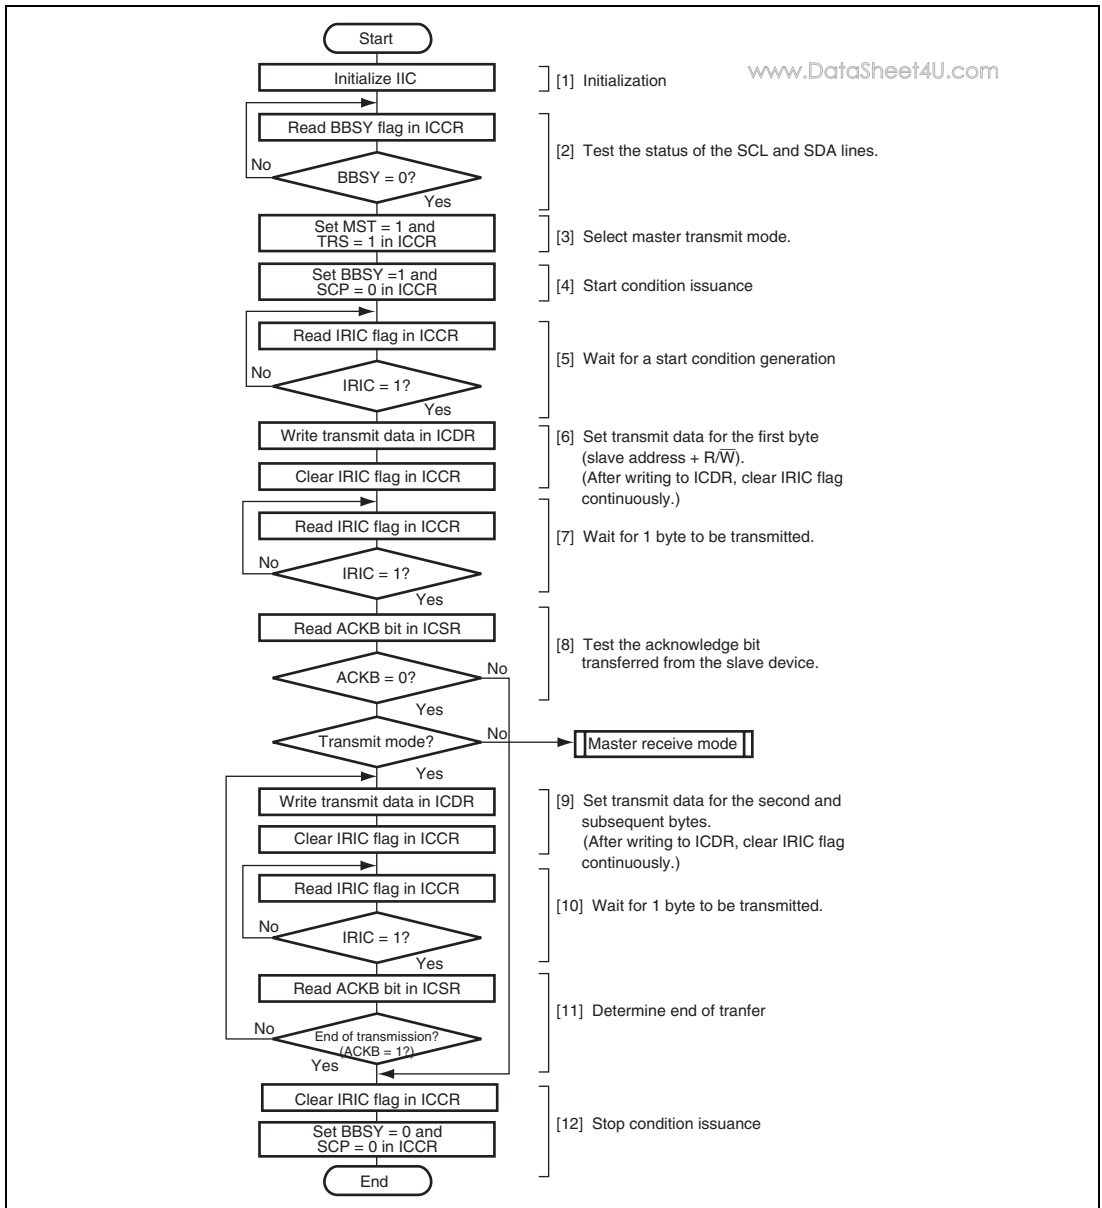 Start
www.DataSheet4U.com
Initialize IIC
[1] Initialization
Read BBSY flag in ICCR
[2] Test the status of the SCL and SDA lines.
No
BBSY = 0?
Yes
Set MST = 1 and
TRS = 1 in ICCR
[3] Select master transmit mode.
Set BBSY =1 and
SCP = 0 in ICCR
[4] Start condition issuance
Read IRIC flag in ICCR
[5] Wait for a start condition generation
No
IRIC = 1?
Yes
Write transmit data in ICDR
[6] Set transmit data for the first byte
(slave address + R/W̅).
(After writing to ICDR, clear IRIC flag
continuously.)
Clear IRIC flag in ICCR
Read IRIC flag in ICCR
[7] Wait for 1 byte to be transmitted.
No
IRIC = 1?
Yes
Read ACKB bit in ICSR
[8] Test the acknowledge bit
transferred from the slave device.
No
ACKB = 0?
Yes
Transmit mode?
No
Master receive mode
Yes
Write transmit data in ICDR
[9] Set transmit data for the second and
subsequent bytes.
(After writing to ICDR, clear IRIC flag
continuously.)
Clear IRIC flag in ICCR
Read IRIC flag in ICCR
[10] Wait for 1 byte to be transmitted.
No
IRIC = 1?
Yes
Read ACKB bit in ICSR
[11] Determine end of tranfer
No
End of transmission?
(ACKB = 1?)
Yes
Clear IRIC flag in ICCR
[12] Stop condition issuance
Set BBSY = 0 and
SCP = 0 in ICCR
End